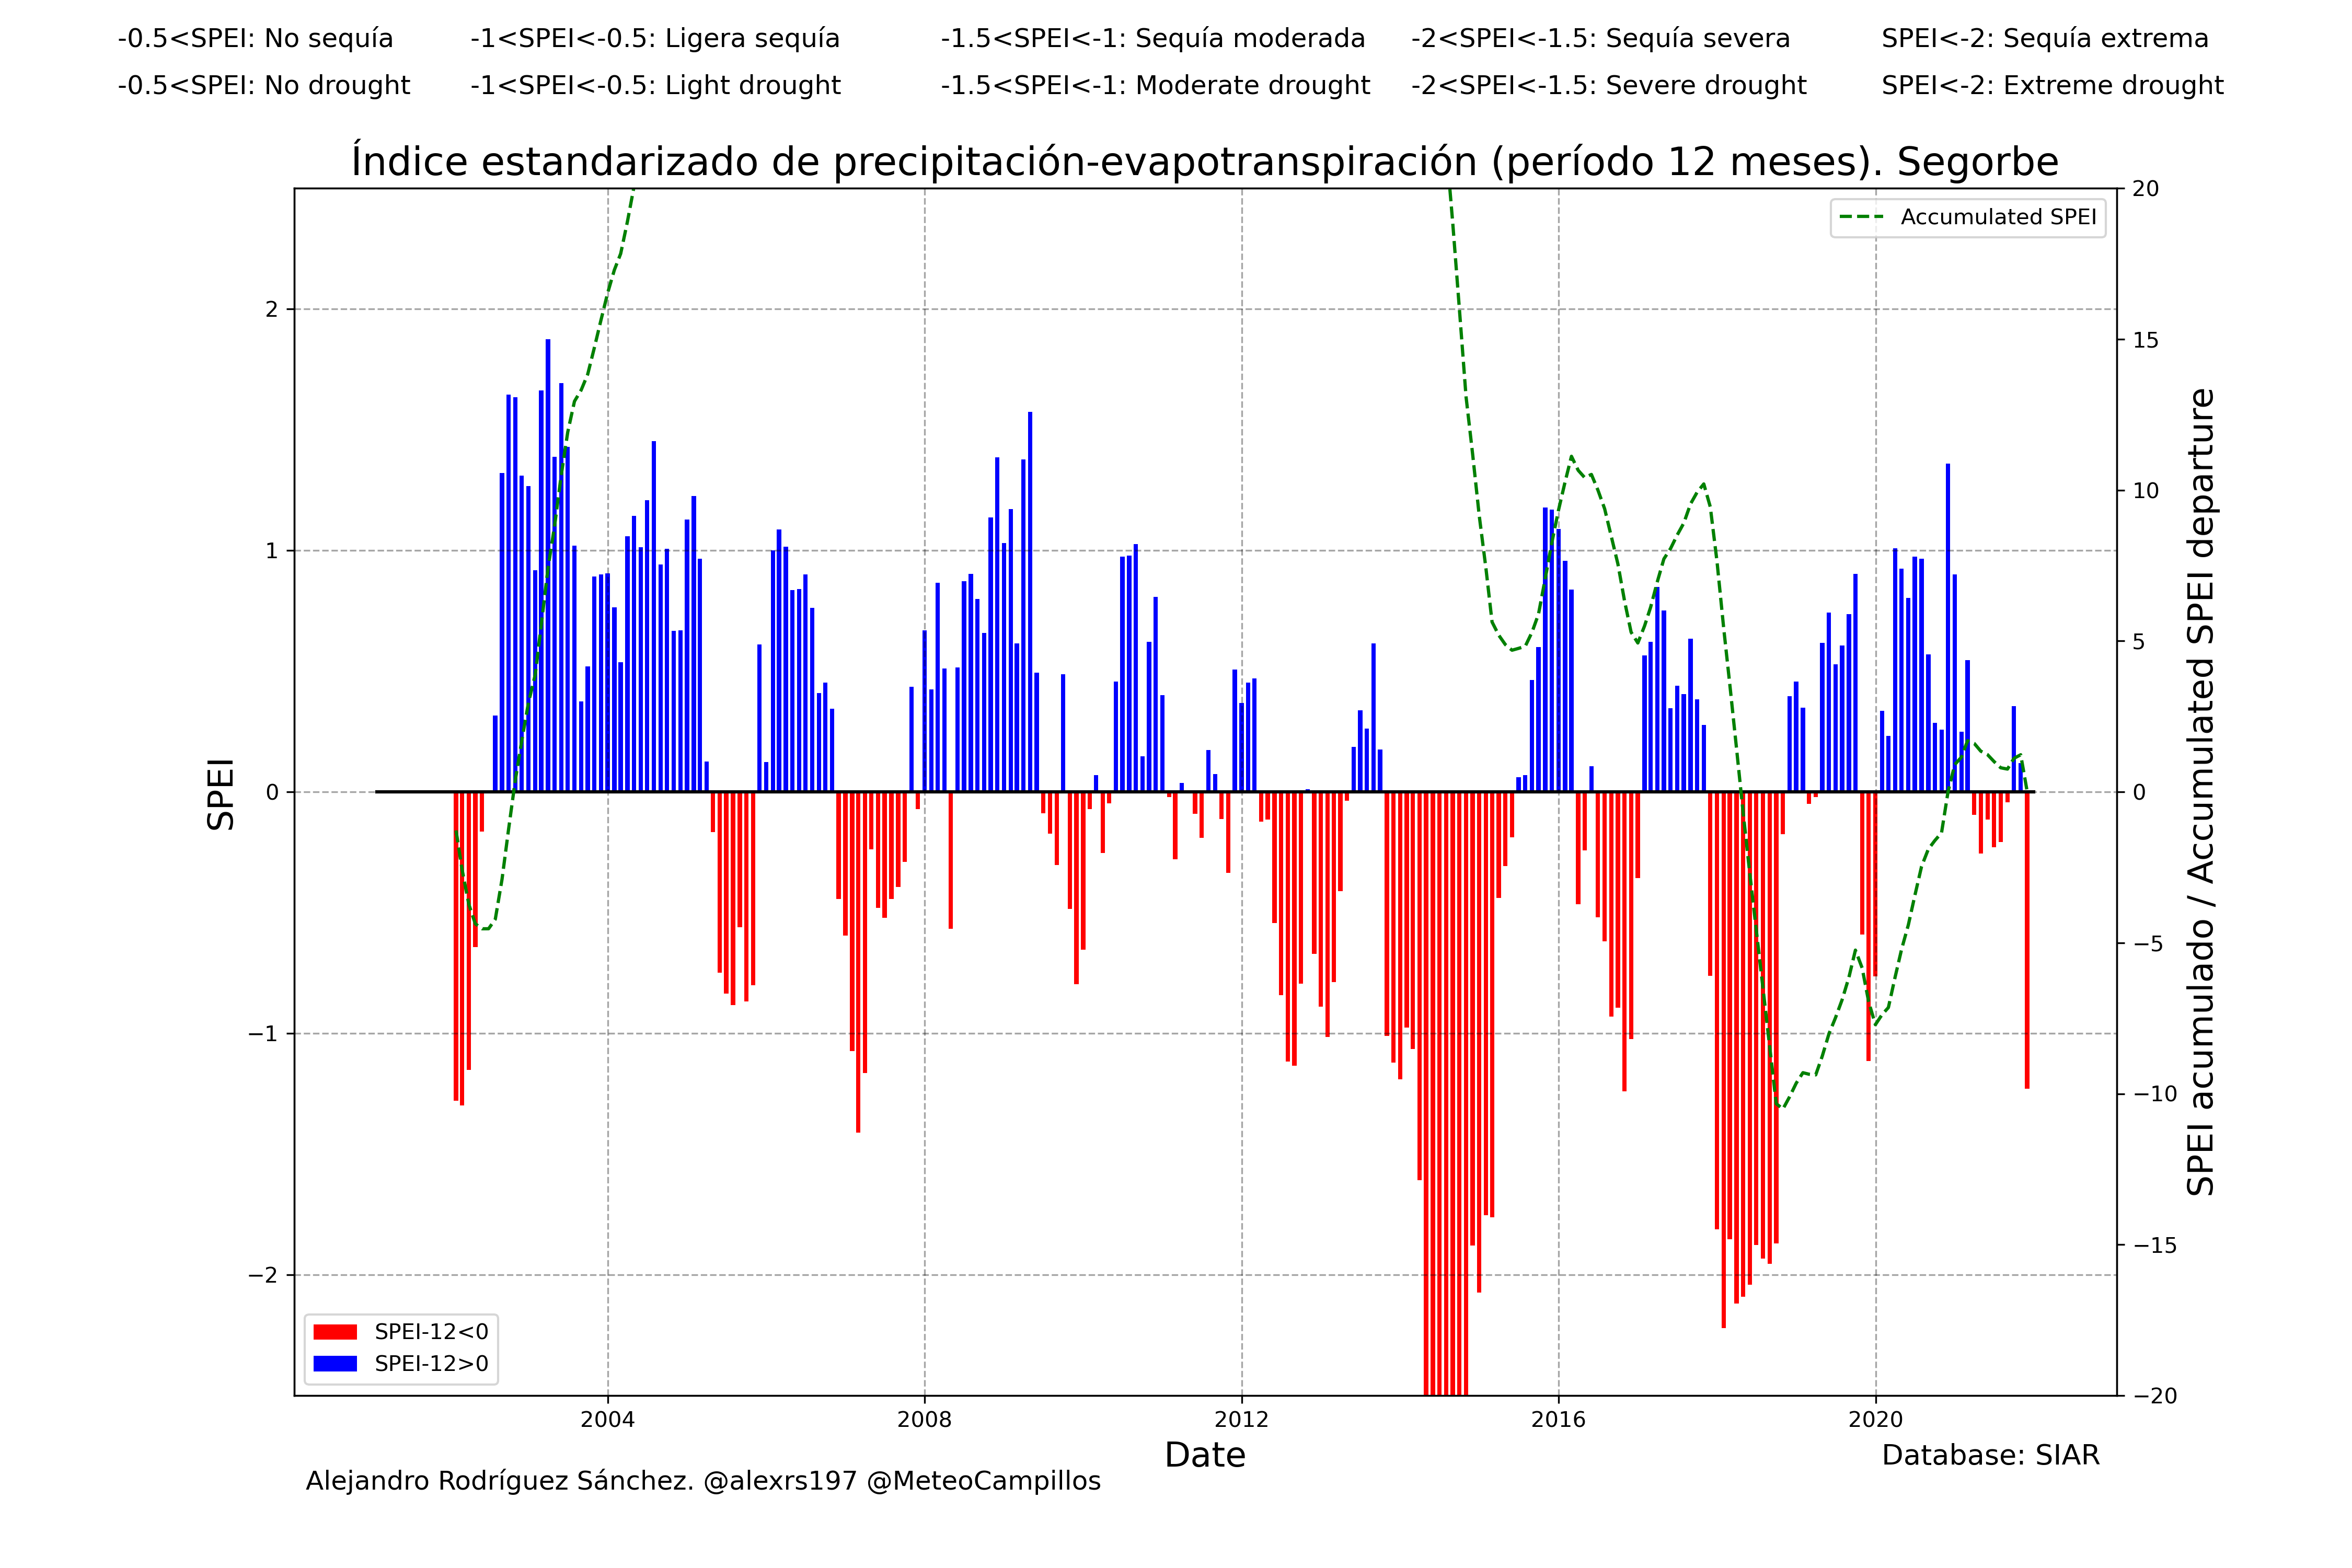 -0.5<SPEI: No sequía -1<SPEI<-0.5: Ligera sequía -1.5<SPEI<-1: Sequía moderada -2<SPEI<-1.5: Sequía severa SPEI<-2: Sequía extrema
-0.5<SPEI: No drought -1<SPEI<-0.5: Light drought -1.5<SPEI<-1: Moderate drought -2<SPEI<-1.5: Severe drought SPEI<-2: Extreme drought
Índice estandarizado de precipitación-evapotranspiración (período 12 meses). Segorbe
Accumulated SPEI
SPEI
2
1
0
−1
−2
20
15
10
5
0
−5
−10
−15
−20
SPEI acumulado / Accumulated SPEI departure
SPEI-12<0
SPEI-12>0
2004 2008 2012 2016 2020
Date
Database: SIAR
Alejandro Rodríguez Sánchez. @alexrs197 @MeteoCampillos